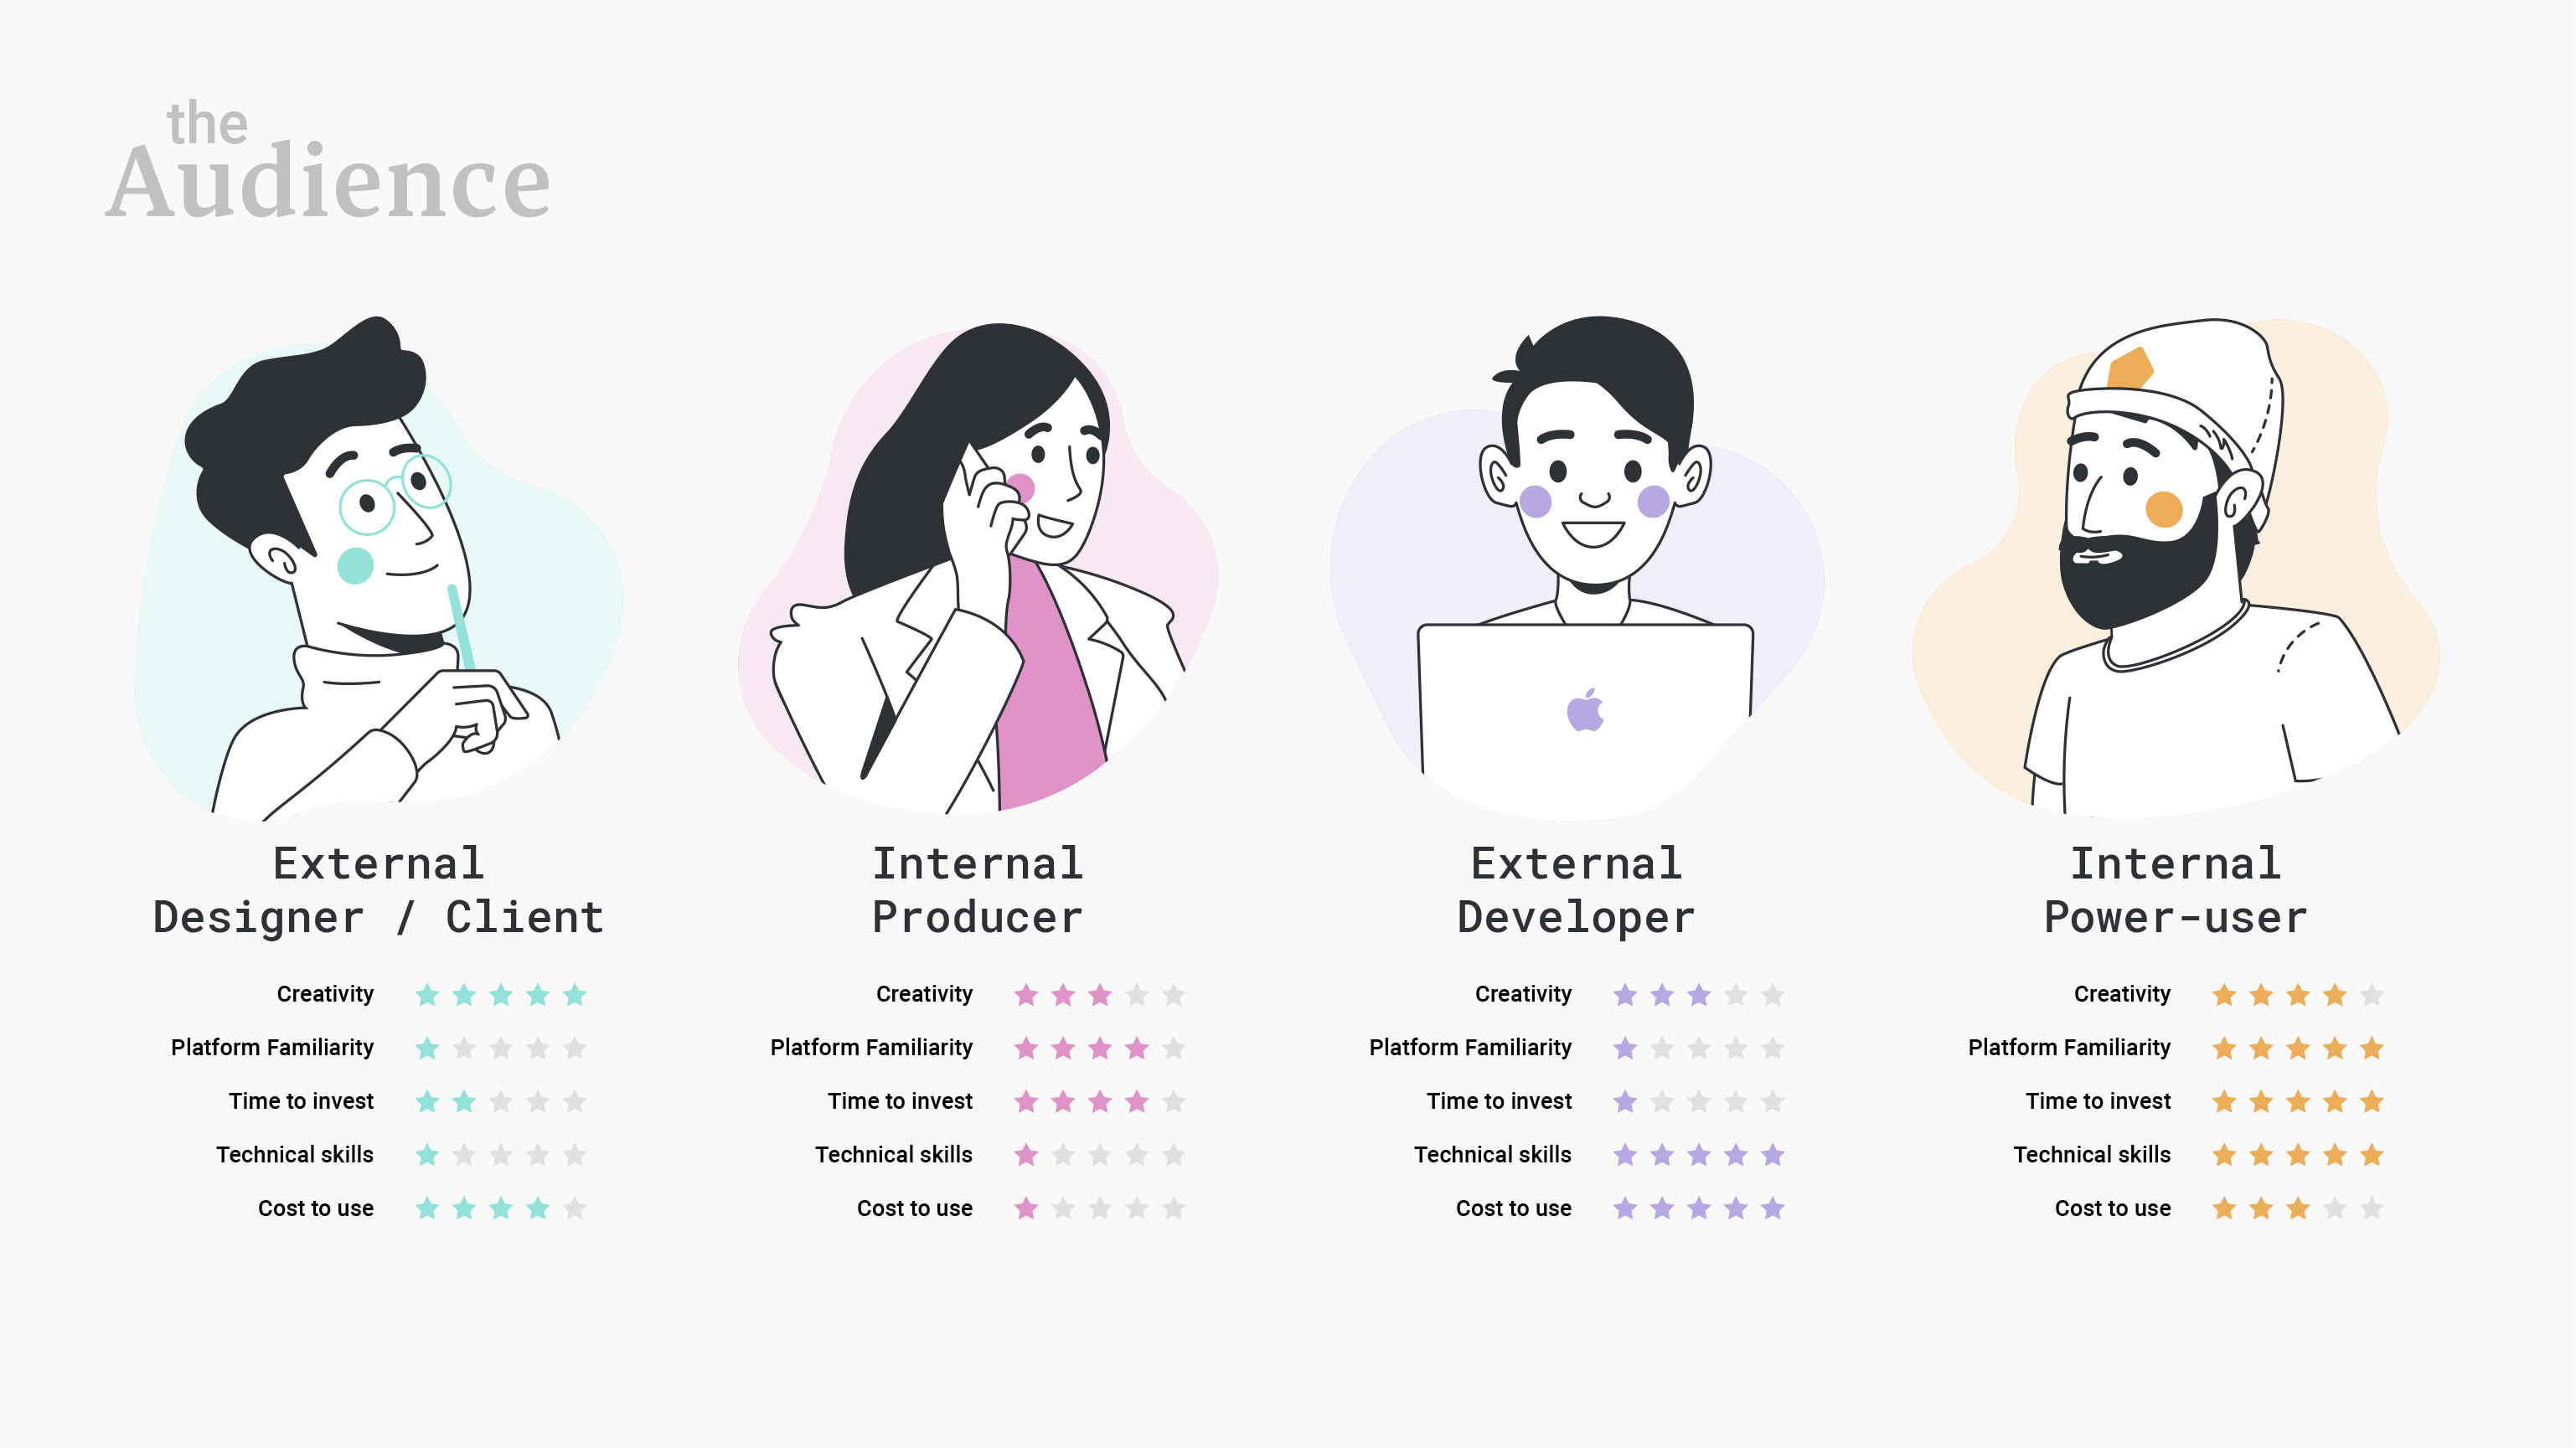 the
Audience
External
Designer / Client
Creativity
Platform Familiarity
Time to invest
Technical skills
Cost to use
Internal
Producer
Creativity
Platform Familiarity
Time to invest
Technical skills
Cost to use
External
Developer
Creativity
Platform Familiarity
Time to invest
Technical skills
Cost to use
Internal
Power-user
Creativity
Platform Familiarity
Time to invest
Technical skills
Cost to use